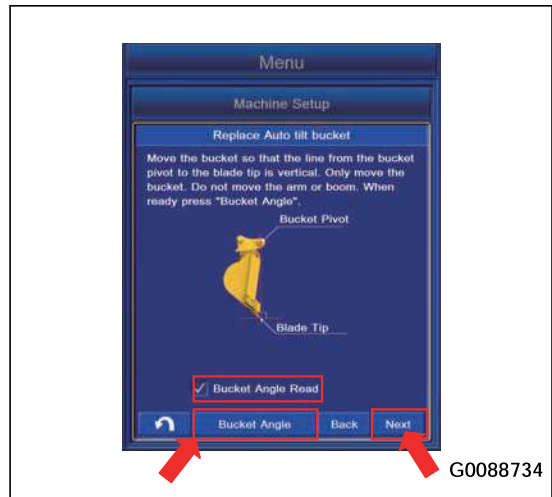 Menu
Machine Setup
Replace Auto tilt bucket
Move the bucket so that the line from the bucket
pivot to the blade tip is vertical. Only move the
bucket. Do not move the arm or boom. When
ready press "Bucket Angle".
Bucket Pivot
Blade Tip
Bucket Angle Read
Bucket Angle Back Next
G0088734